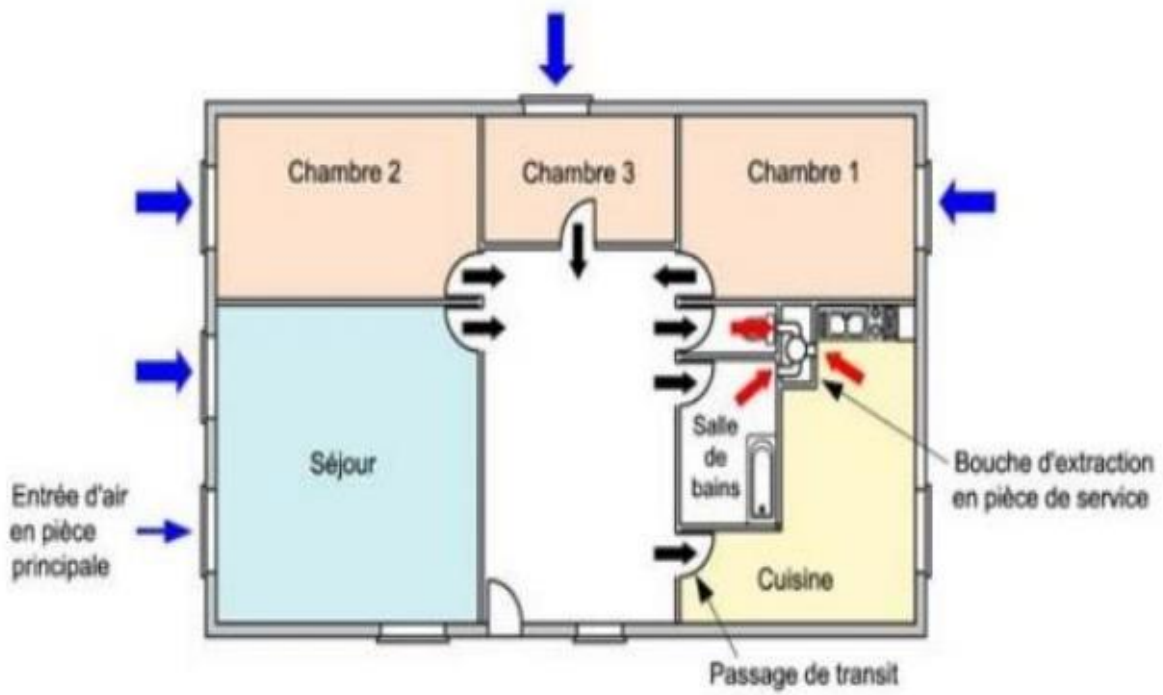 Chambre 2
Chambre 3
Chambre 1
Salle
de
bains
Séjour
Entrée d'air
en pièce
principale
Bouche d'extraction
en pièce de service
Cuisine
Passage de transit